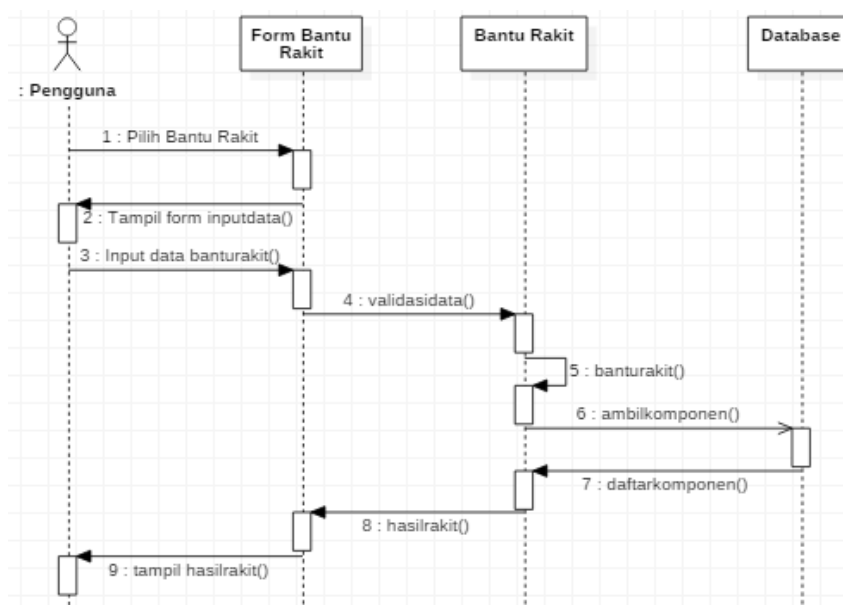 Form Bantu
Rakit
Bantu Rakit
Database
: Pengguna
1 : Pilih Bantu Rakit
2 : Tampil form inputdata()
3 : Input data banturakit()
4 : validasidata()
5 : banturakit()
6 : ambilkomponen()
7 : daftarkomponen()
8 : hasilrakit()
9 : tampil hasilrakit()